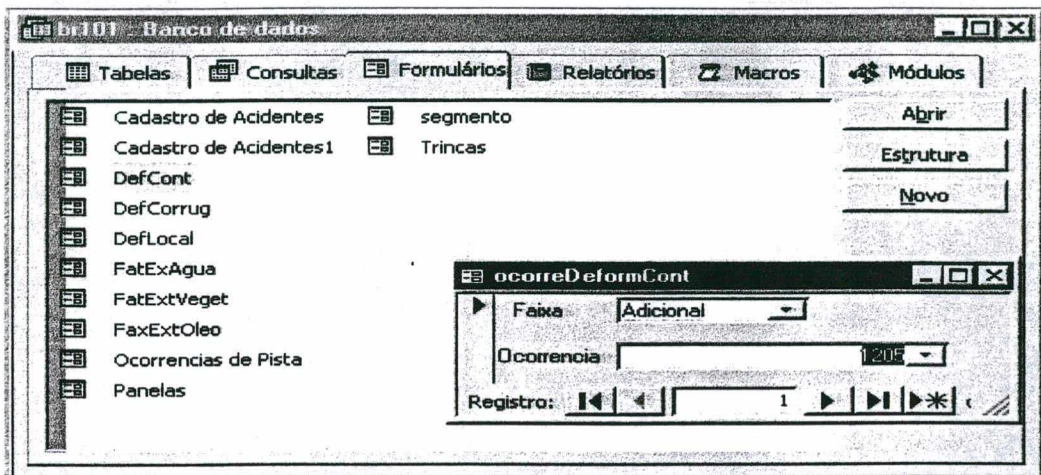 br101 : Banco de dados
Tabelas Consultas Formulários Relatórios Macros Módulos
Cadastro de Acidentes
Cadastro de Acidentes1
DefCont
DefCorrug
DefLocal
FatExAgua
FatExtVeget
FaxExtOleo
Ocorrencias de Pista
Panelas
segmento
Trincas
Abrir
Estrutura
Novo
ocorreDeformCont
Faixa Adicional
Ocorrencia 1205
Registro: 1